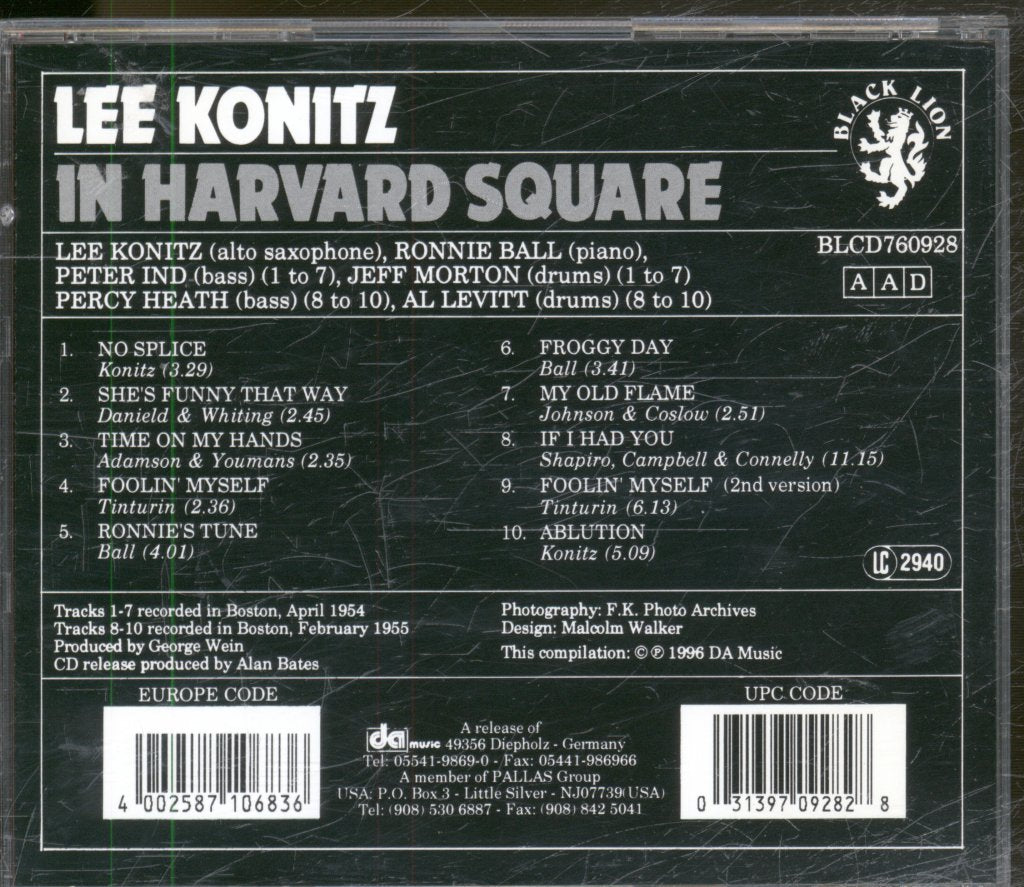 LEE KONITZ
IN HARVARD SQUARE
BLACK LION
LEE KONITZ (alto saxophone), RONNIE BALL (piano),
PETER IND (bass) (1 to 7), JEFF MORTON (drums) (1 to 7)
PERCY HEATH (bass) (8 to 10), AL LEVITT (drums) (8 to 10)
BLCD760928
AAD
1. NO SPLICE
Konitz (3.29)
2. SHE'S FUNNY THAT WAY
Danield & Whiting (2.45)
3. TIME ON MY HANDS
Adamson & Youmans (2.35)
4. FOOLIN' MYSELF
Tinturin (2.36)
5. RONNIE'S TUNE
Ball (4.01)
6. FROGGY DAY
Ball (3.41)
7. MY OLD FLAME
Johnson & Coslow (2.51)
8. IF I HAD YOU
Shapiro, Campbell & Connelly (11.15)
9. FOOLIN' MYSELF (2nd version)
Tinturin (6.13)
10. ABLUTION
Konitz (5.09)
LC 2940
Tracks 1-7 recorded in Boston, April 1954
Tracks 8-10 recorded in Boston, February 1955
Produced by George Wein
CD release produced by Alan Bates
Photography: F.K. Photo Archives
Design: Malcolm Walker
This compilation: © ℗ 1996 DA Music
EUROPE CODE
4 002587 106836
A release of
da music 49356 Diepholz - Germany
Tel: 05541-9869-0 - Fax: 05441-986966
A member of PALLAS Group
USA: P.O. Box 3 - Little Silver - NJ07739(USA)
Tel: (908) 530 6887 - Fax: (908) 842 5041
UPC CODE
0 31397 09282 8